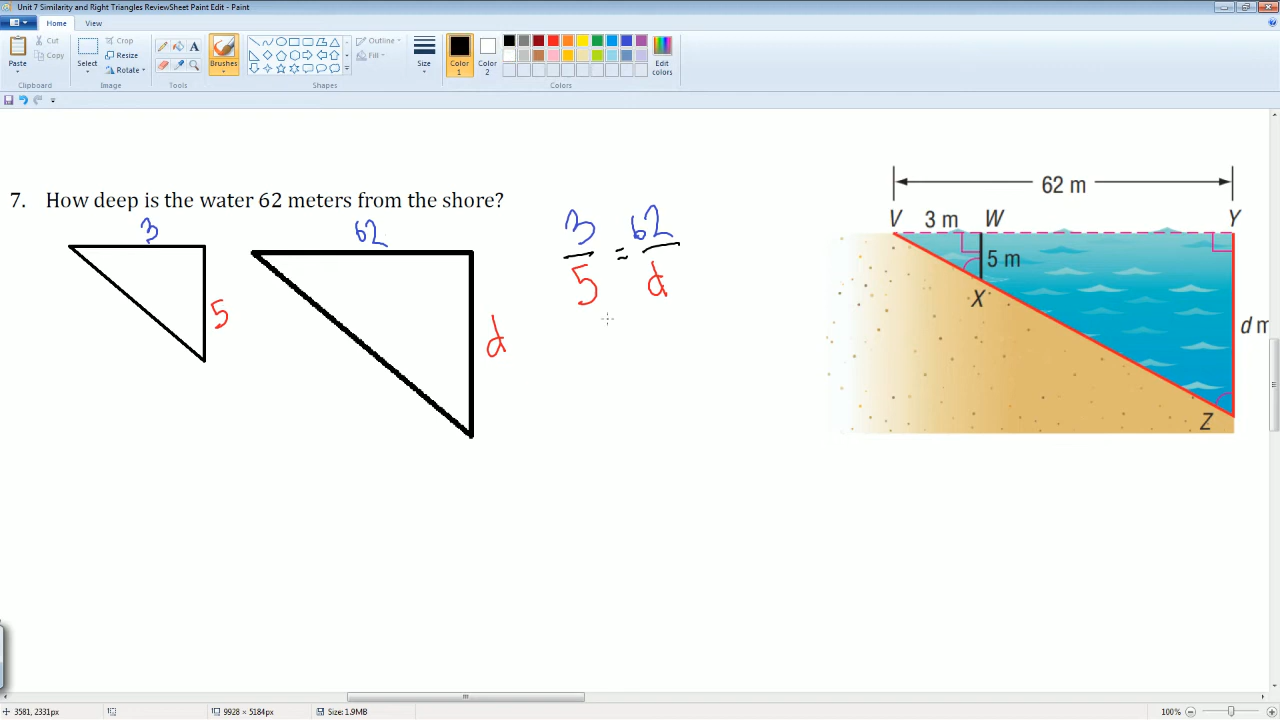 Unit 7 Similarity and Right Triangles ReviewSheet Paint Edit - Paint
Home View
Paste
Cut
Copy
Clipboard
Select
Crop
Resize
Rotate
Image
A
Tools
Brushes
Outline
Fill
Shapes
Size
Color 1
Color 2
Edit colors
Colors
7. How deep is the water 62 meters from the shore?
3
5
62
d
3/5 = 62/d
62 m
V 3 m W Y
5 m
X
d m
Z
3581, 2331px
9928 × 5184px
Size: 1.9MB
100%